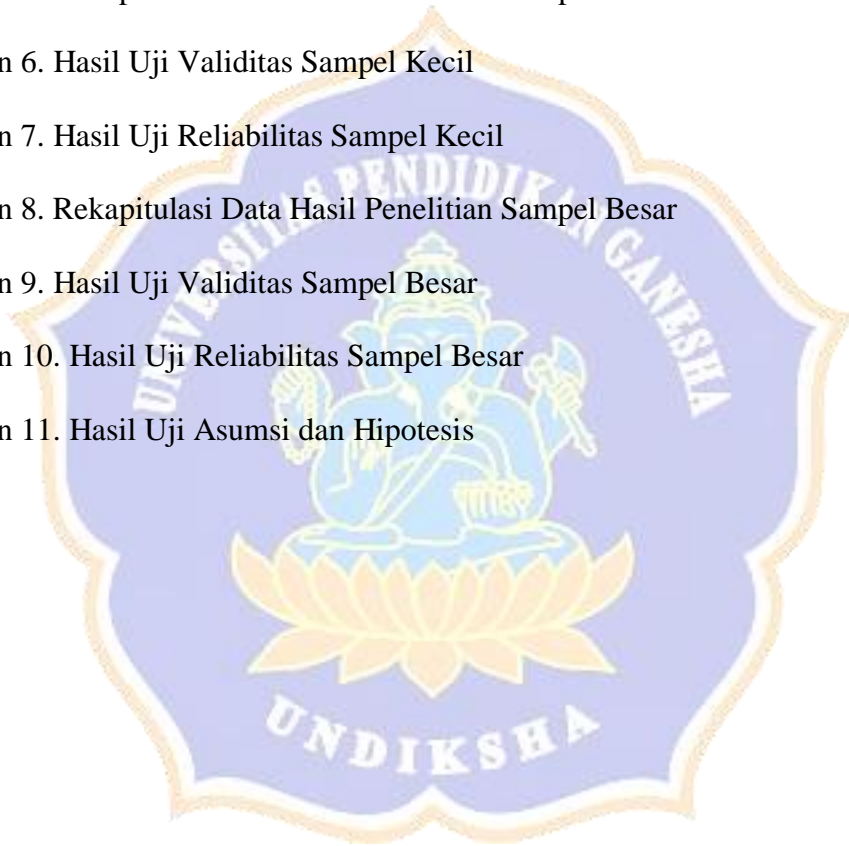 n 6. Hasil Uji Validitas Sampel Kecil
n 7. Hasil Uji Reliabilitas Sampel Kecil
n 8. Rekapitulasi Data Hasil Penelitian Sampel Besar
n 9. Hasil Uji Validitas Sampel Besar
n 10. Hasil Uji Reliabilitas Sampel Besar
n 11. Hasil Uji Asumsi dan Hipotesis
UNIVERSITAS PENDIDIKAN GANESHA
UNDIKSHA